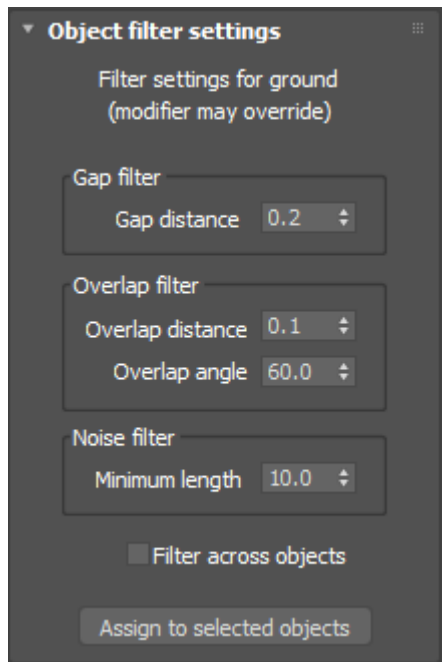 Object filter settings
Filter settings for ground
(modifier may override)
Gap filter
Gap distance 0.2
Overlap filter
Overlap distance 0.1
Overlap angle 60.0
Noise filter
Minimum length 10.0
Filter across objects
Assign to selected objects